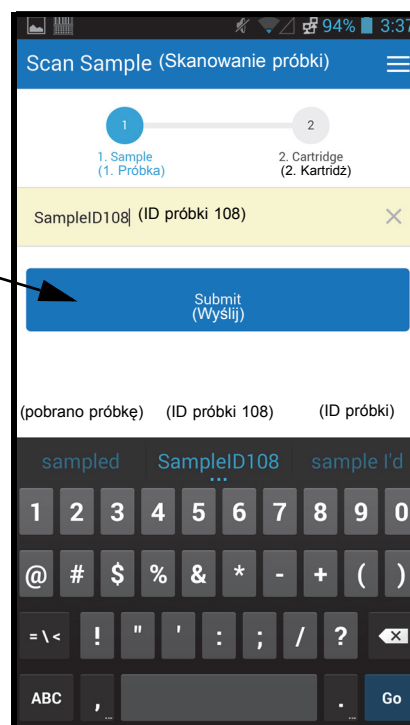 94% 3:37
Scan Sample (Skanowanie próbki)
1 2
1. Sample 2. Cartridge
(1. Próbka) (2. Kartridż)
SampleID108 (ID próbki 108)
Submit
(Wyślij)
(pobrano próbkę) (ID próbki 108) (ID próbki)
sampled SampleID108 sample I'd
1 2 3 4 5 6 7 8 9 0
@ # $ % & * - + ( )
= \ < ! " ' : ; / ?
ABC , . Go